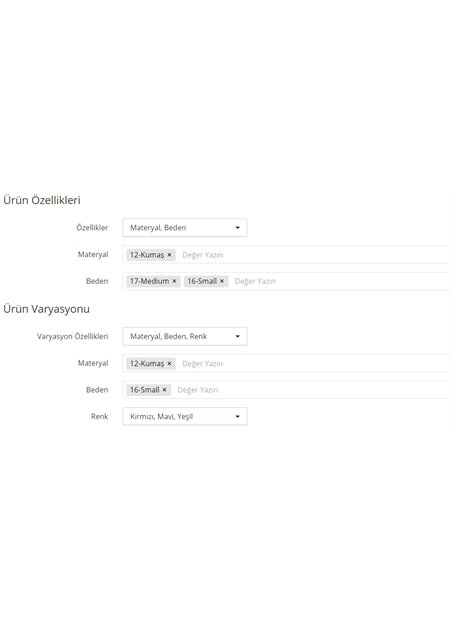 Ürün Özellikleri
Özellikler Materyal, Beden
Materyal 12-Kumaş × Değer Yazın
Beden 17-Medium × 16-Small × Değer Yazın
Ürün Varyasyonu
Varyasyon Özellikleri Materyal, Beden, Renk
Materyal 12-Kumaş × Değer Yazın
Beden 16-Small × Değer Yazın
Renk Kırmızı, Mavi, Yeşil